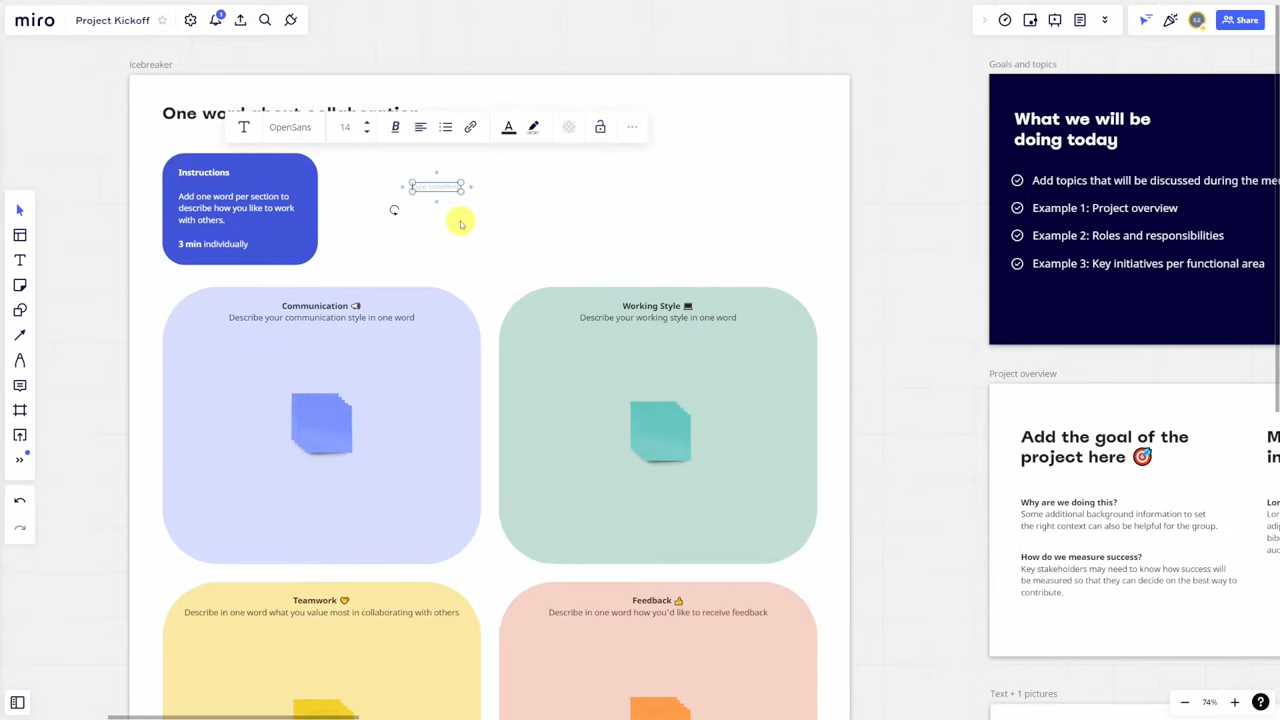 miro
Project Kickoff
3
Share
Icebreaker
Goals and topics
One word about collaboration
OpenSans
14
Instructions
Add one word per section to
describe how you like to work
with others.
3 min individually
Communication
Describe your communication style in one word
Working Style
Describe your working style in one word
Teamwork
Describe in one word what you value most in collaborating with others
Feedback
Describe in one word how you'd like to receive feedback
What we will be
doing today
Add topics that will be discussed during the mee
Example 1: Project overview
Example 2: Roles and responsibilities
Example 3: Key initiatives per functional area
Project overview
Add the goal of the
project here
Why are we doing this?
Some additional background information to set
the right context can also be helpful for the group.
How do we measure success?
Key stakeholders may need to know how success will
be measured so that they can decide on the best way to
contribute.
Text + 1 pictures
74%